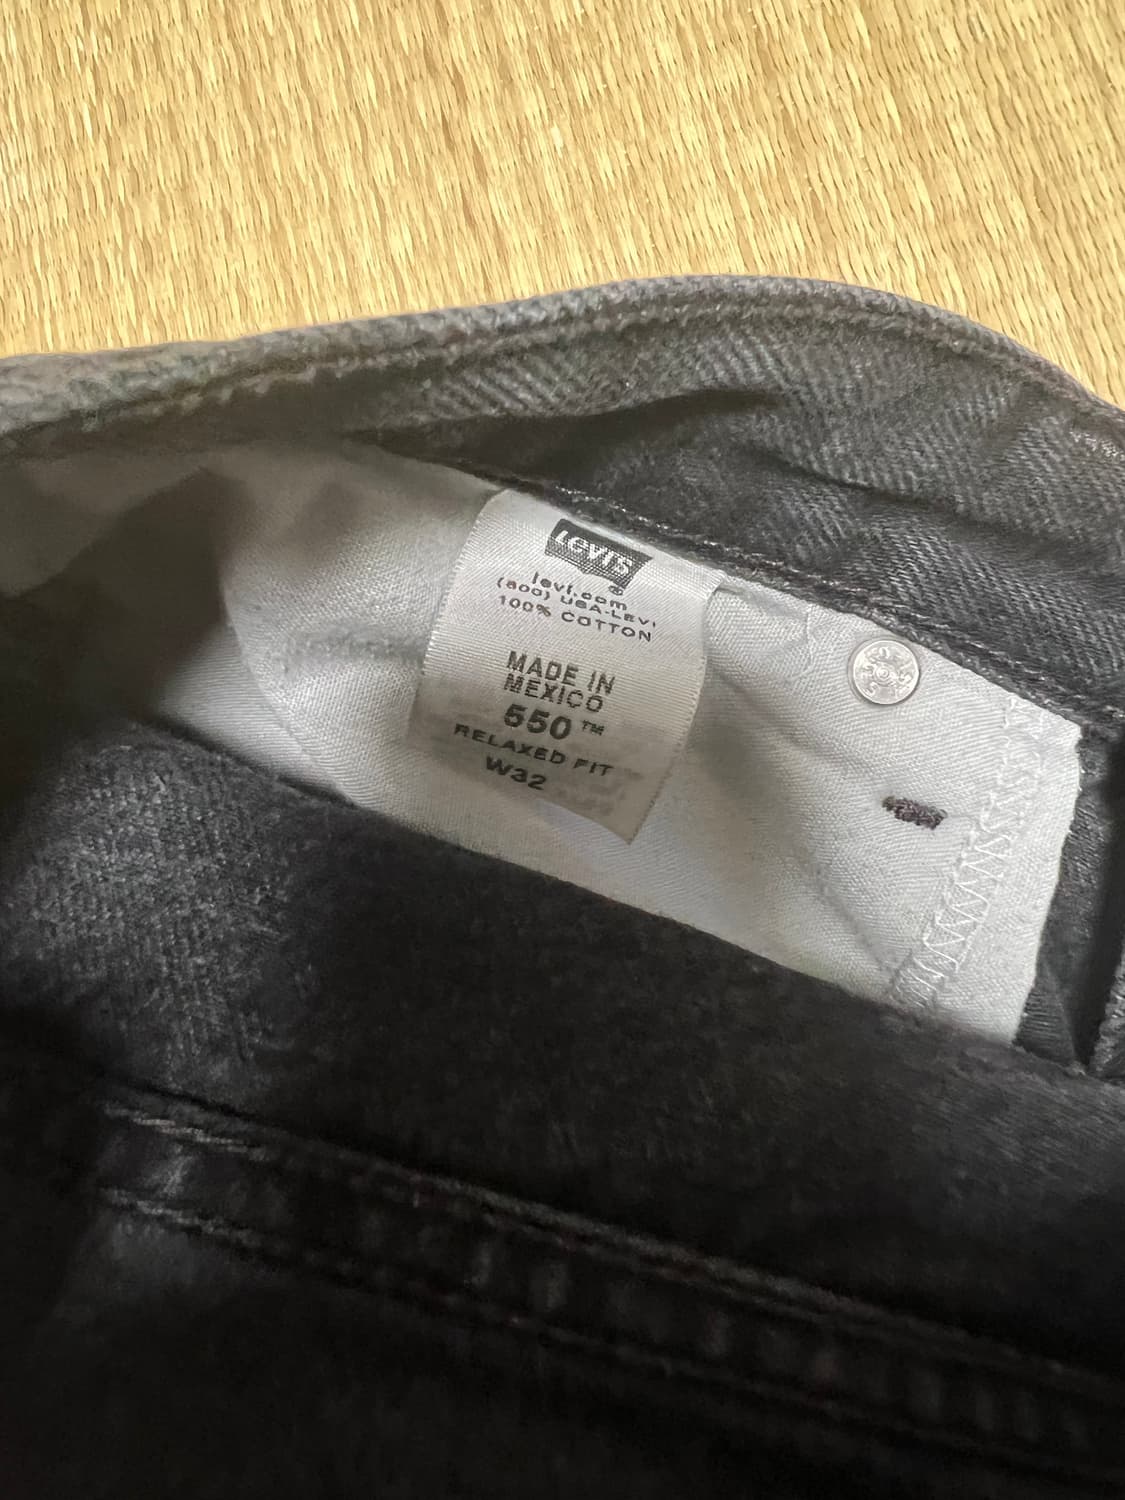 LEVI'S
®
levi.com
(800) USA-LEVI
100% COTTON
MADE IN
MEXICO
550™
RELAXED FIT
W32